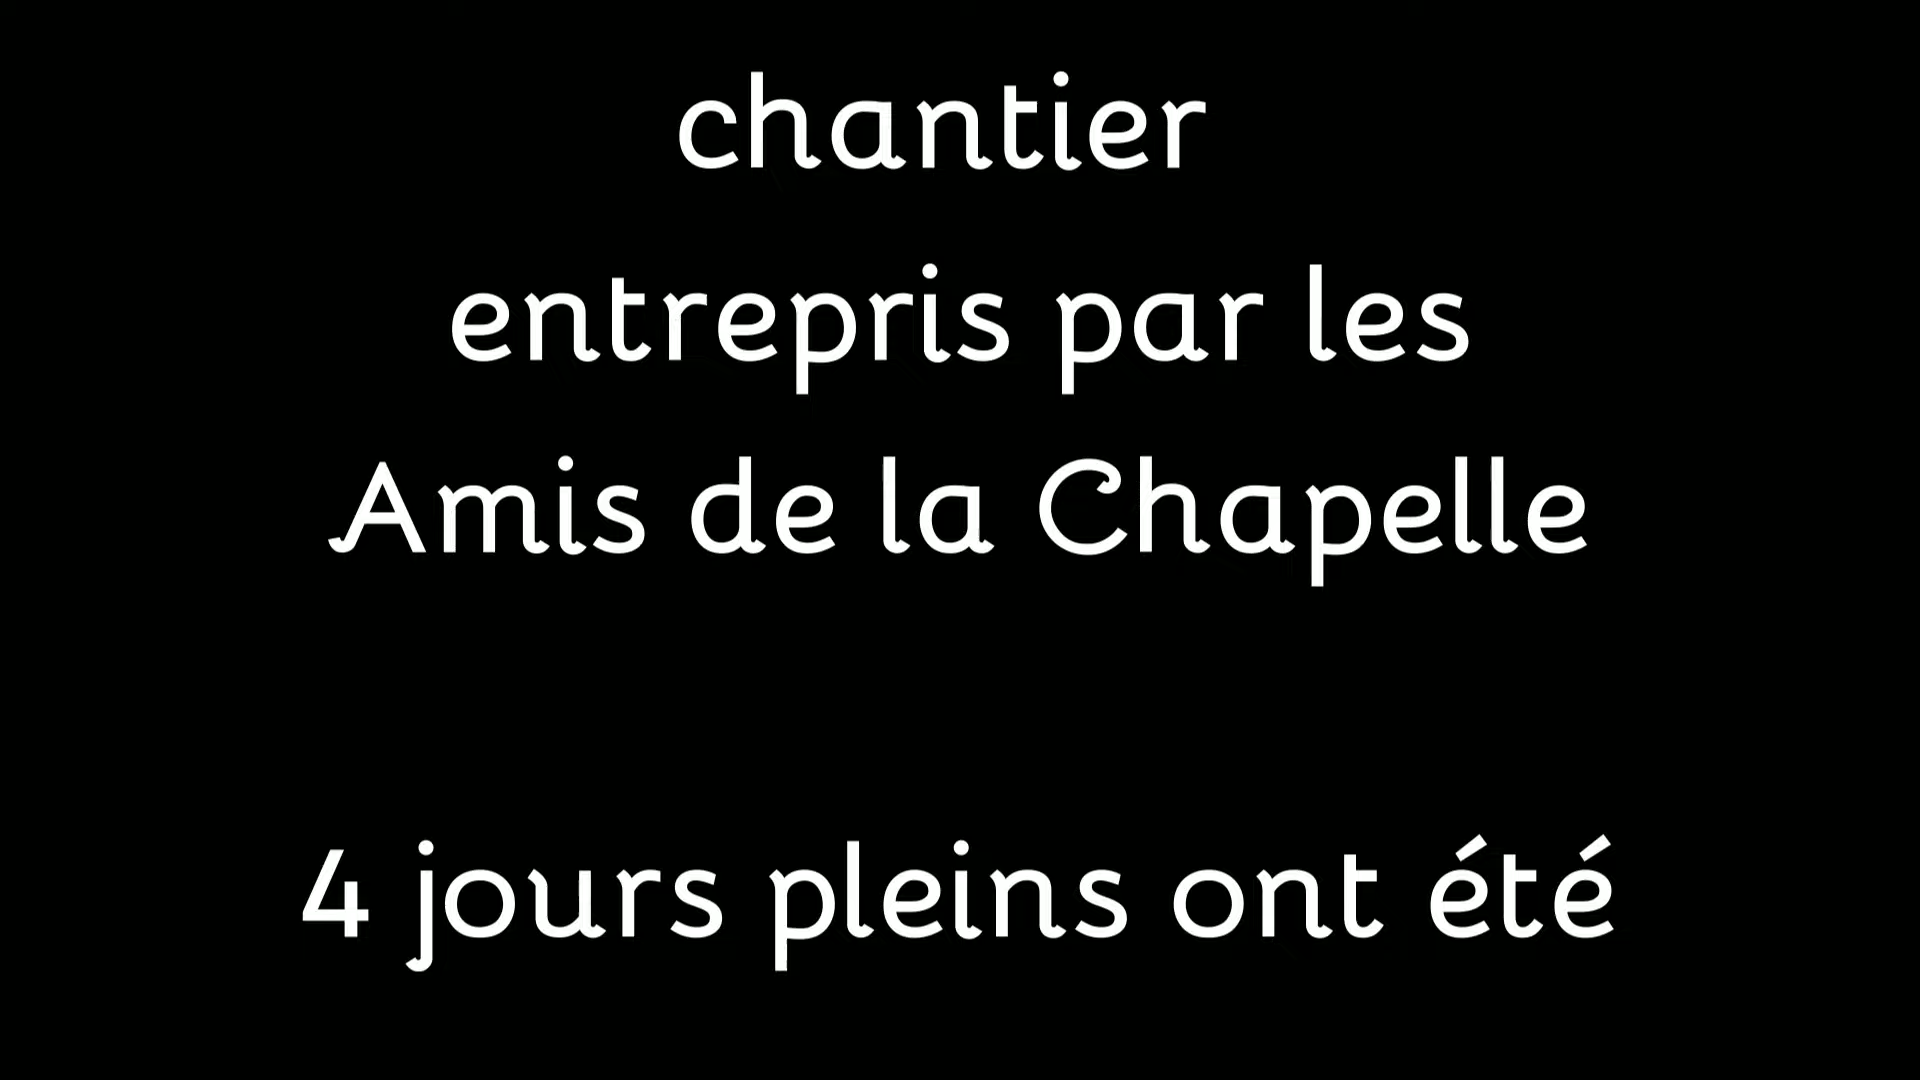 chantier
entrepris par les
Amis de la Chapelle
4 jours pleins ont été